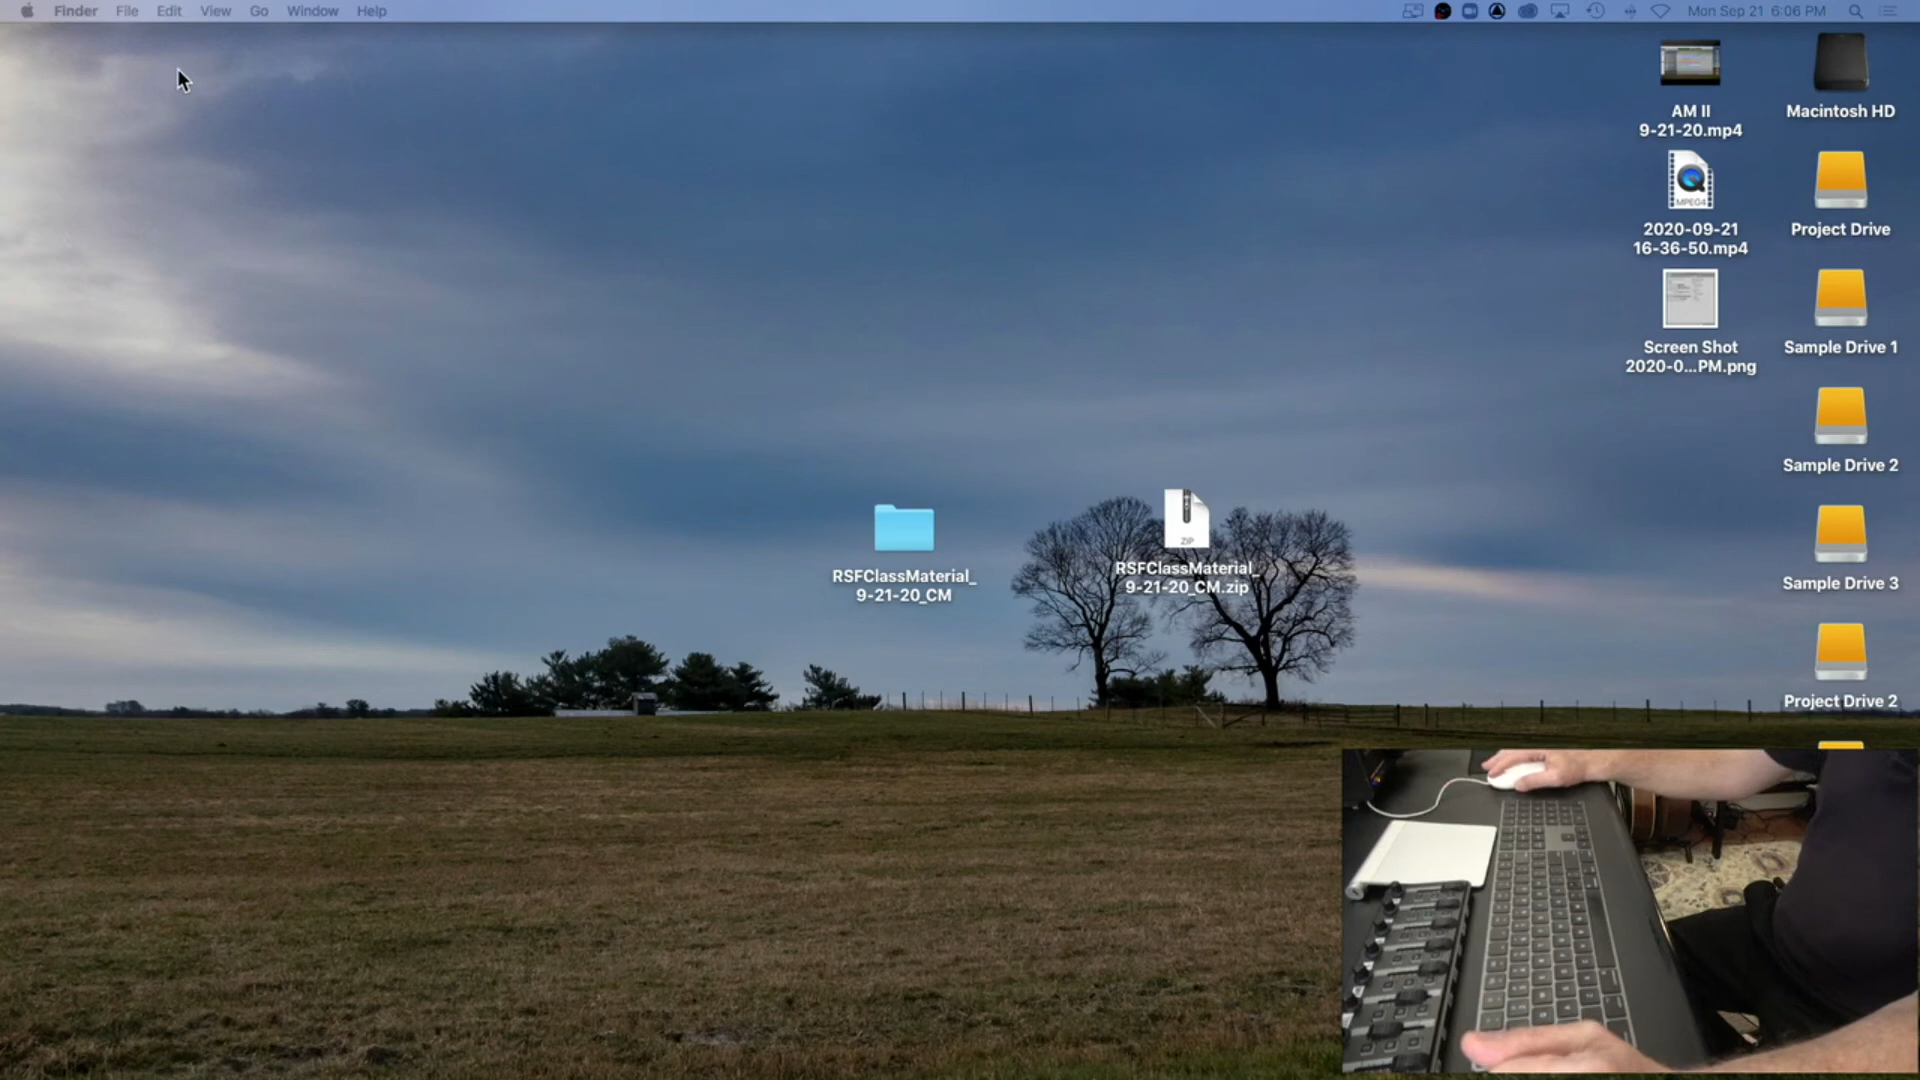 Finder File Edit View Go Window Help
Mon Sep 21 6:06 PM
AM II
9-21-20.mp4
Macintosh HD
MPEG4
2020-09-21
16-36-50.mp4
Project Drive
Screen Shot
2020-0...PM.png
Sample Drive 1
Sample Drive 2
ZIP
RSFClassMaterial_
9-21-20_CM
RSFClassMaterial_
9-21-20_CM.zip
Sample Drive 3
Project Drive 2